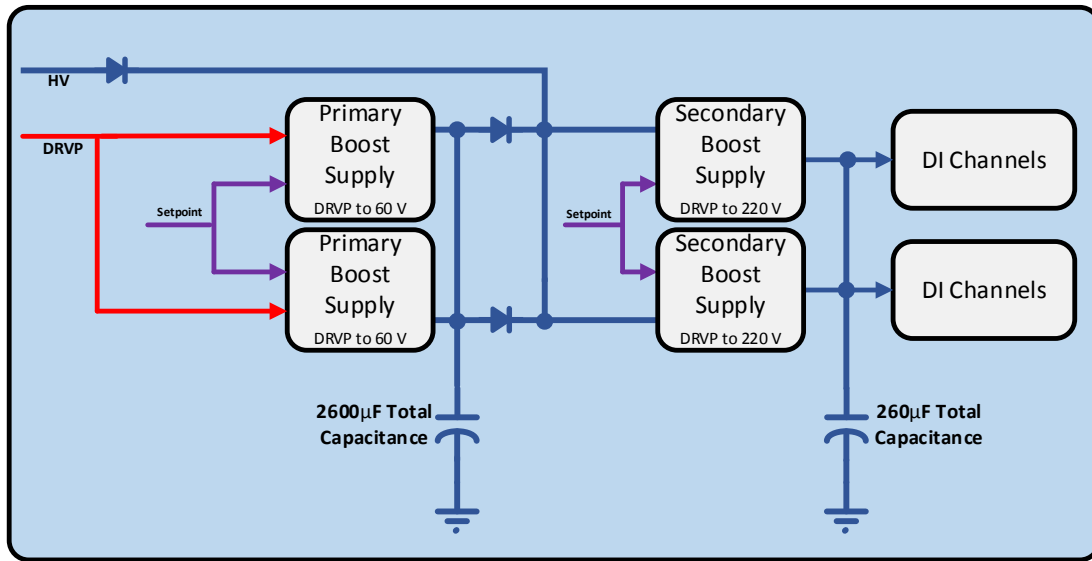 HV
DRVP
Setpoint
Primary
Boost
Supply
DRVP to 60 V
Primary
Boost
Supply
DRVP to 60 V
2600μF Total
Capacitance
Setpoint
Secondary
Boost
Supply
DRVP to 220 V
Secondary
Boost
Supply
DRVP to 220 V
260μF Total
Capacitance
DI Channels
DI Channels